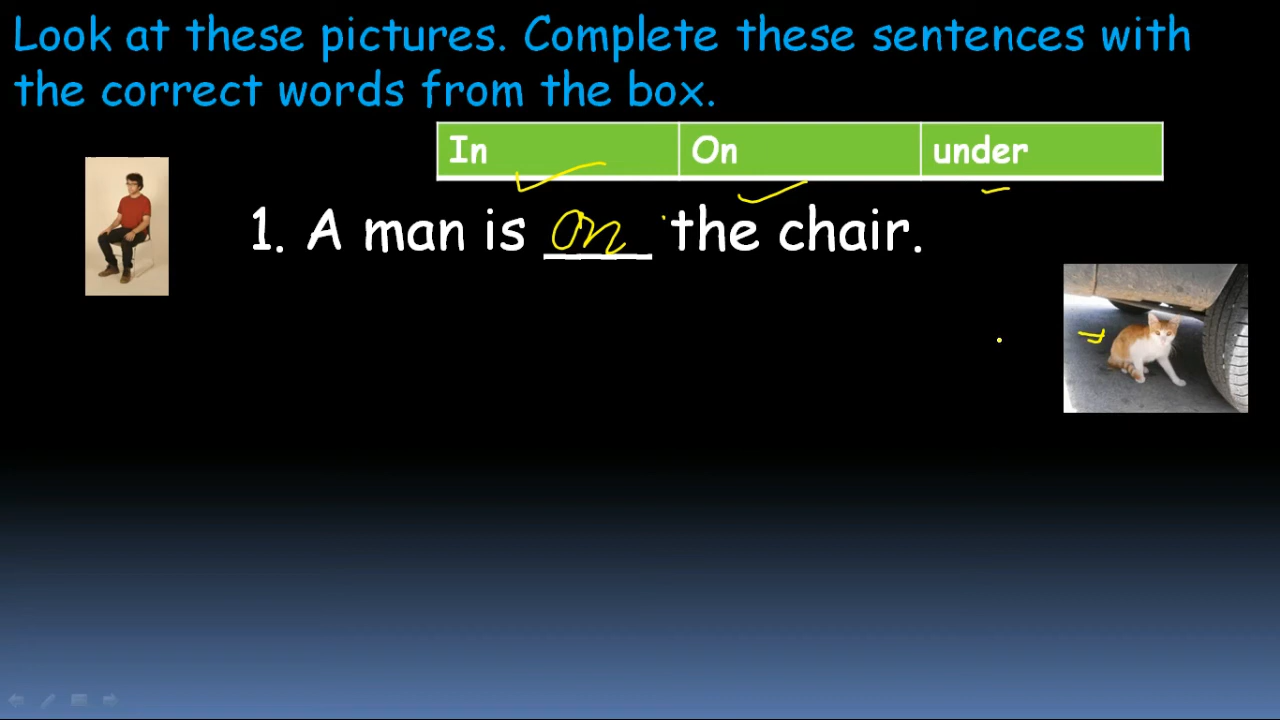 Look at these pictures. Complete these sentences with
the correct words from the box.
In On under
1. A man is on the chair.